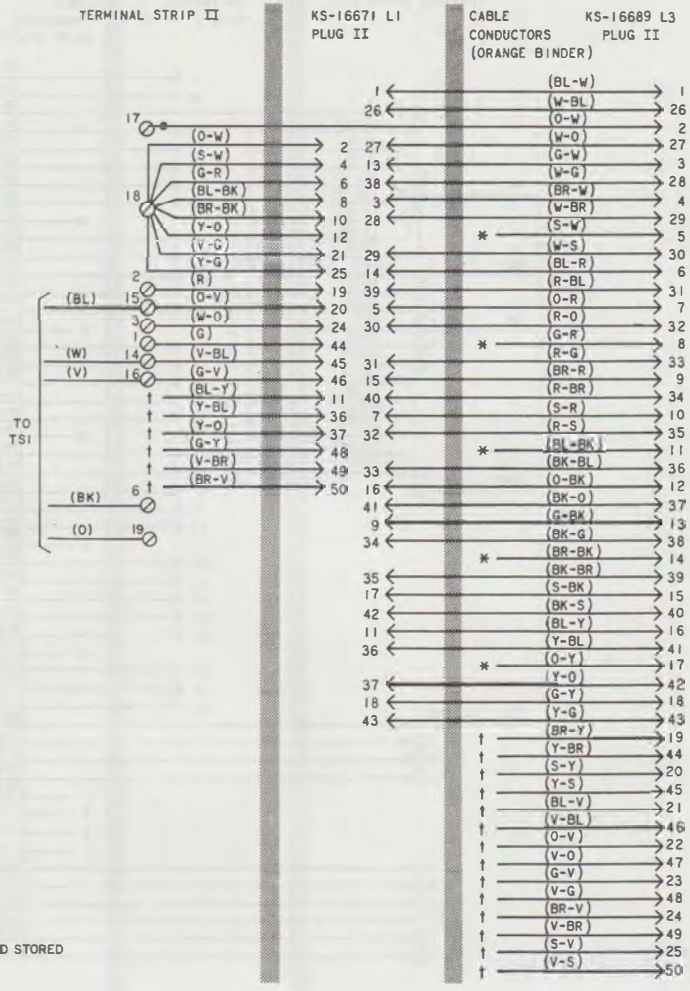 TERMINAL STRIP II
KS-16671 L1
PLUG II
17
18
(O-W) 2
(S-W) 4
(G-R) 6
(BL-BK) 8
(BR-BK) 10
(Y-O) 12
(V-G) 21
(Y-G) 25
2 (R) 19
(BL) 15 (O-V) 20
3 (W-O) 24
1 (G) 44
(W) 14 (V-BL) 45
(V) 16 (G-V) 46
† (BL-Y) 11
† (Y-BL) 36
† (Y-O) 37
† (G-Y) 48
† (V-BR) 49
† (BR-V) 50
TO
TS1
(BK) 6
(O) 19
CABLE
CONDUCTORS
(ORANGE BINDER)
KS-16689 L3
PLUG II
1 (BL-W) 1
26 (W-BL) 26
(O-W) 2
27 (W-O) 27
13 (G-W) 3
38 (W-G) 28
3 (BR-W) 4
28 (W-BR) 29
* (S-W) 5
29 (W-S) 30
14 (BL-R) 6
39 (R-BL) 31
5 (O-R) 7
30 (R-O) 32
* (G-R) 8
31 (R-G) 33
15 (BR-R) 9
40 (R-BR) 34
7 (S-R) 10
32 (R-S) 35
* (BL-BK) 11
33 (BK-BL) 36
16 (O-BK) 12
41 (BK-O) 37
9 (G-BK) 13
34 (BK-G) 38
* (BR-BK) 14
35 (BK-BR) 39
17 (S-BK) 15
42 (BK-S) 40
11 (BL-Y) 16
36 (Y-BL) 41
* (O-Y) 17
37 (Y-O) 42
18 (G-Y) 18
43 (Y-G) 43
† (BR-Y) 19
† (Y-BR) 44
† (S-Y) 20
† (Y-S) 45
† (BL-V) 21
† (V-BL) 46
† (O-V) 22
† (V-O) 47
† (G-V) 23
† (V-G) 48
† (BR-V) 24
† (V-BR) 49
† (S-V) 25
† (V-S) 50
D STORED